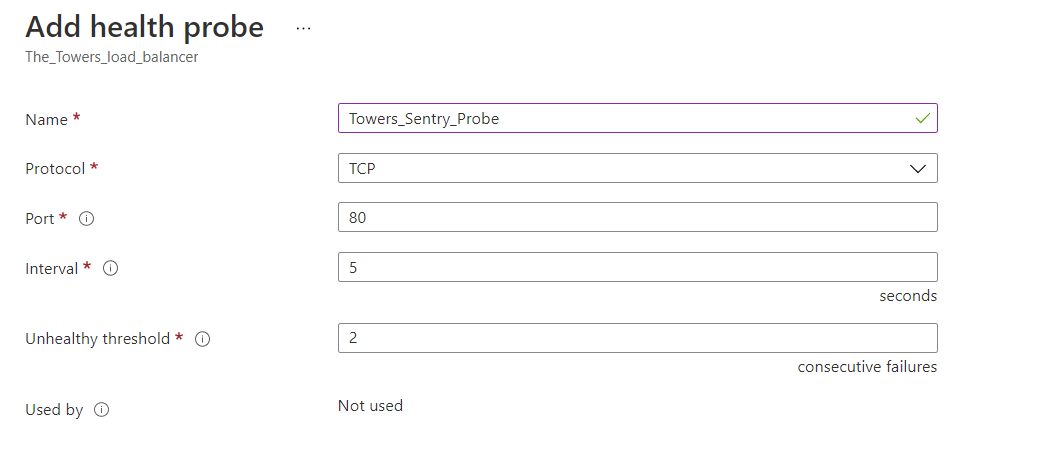 Add health probe ...
The_Towers_load_balancer
Name *
Towers_Sentry_Probe
Protocol *
TCP
Port *
80
Interval *
5
seconds
Unhealthy threshold *
2
consecutive failures
Used by
Not used